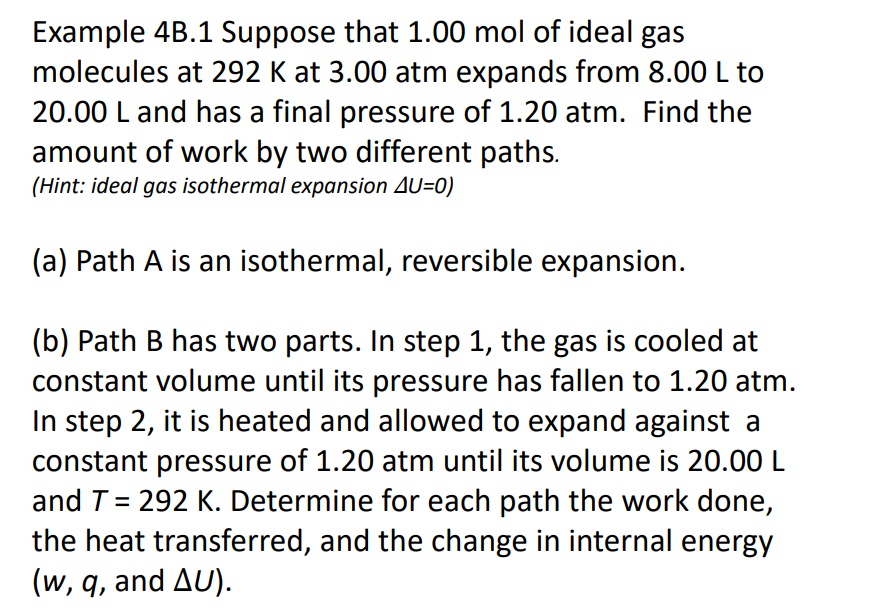 Example 4B.1 Suppose that 1.00 mol of ideal gas
molecules at 292 K at 3.00 atm expands from 8.00 L to
20.00 L and has a final pressure of 1.20 atm.  Find the
amount of work by two different paths.
(Hint: ideal gas isothermal expansion ΔU=0)
(a) Path A is an isothermal, reversible expansion.
(b) Path B has two parts. In step 1, the gas is cooled at
constant volume until its pressure has fallen to 1.20 atm.
In step 2, it is heated and allowed to expand against  a
constant pressure of 1.20 atm until its volume is 20.00 L
and T = 292 K. Determine for each path the work done,
the heat transferred, and the change in internal energy
(w, q, and ΔU).